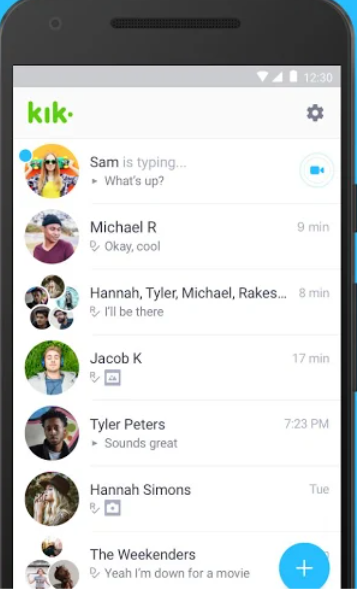 12:30
kik·
Sam is typing...
What's up?
Michael R 9 min
Okay, cool
Hannah, Tyler, Michael, Rakes... 8 min
I'll be there
Jacob K 17 min
Tyler Peters 7:23 PM
Sounds great
Hannah Simons Tue
The Weekenders
Yeah I'm down for a movie